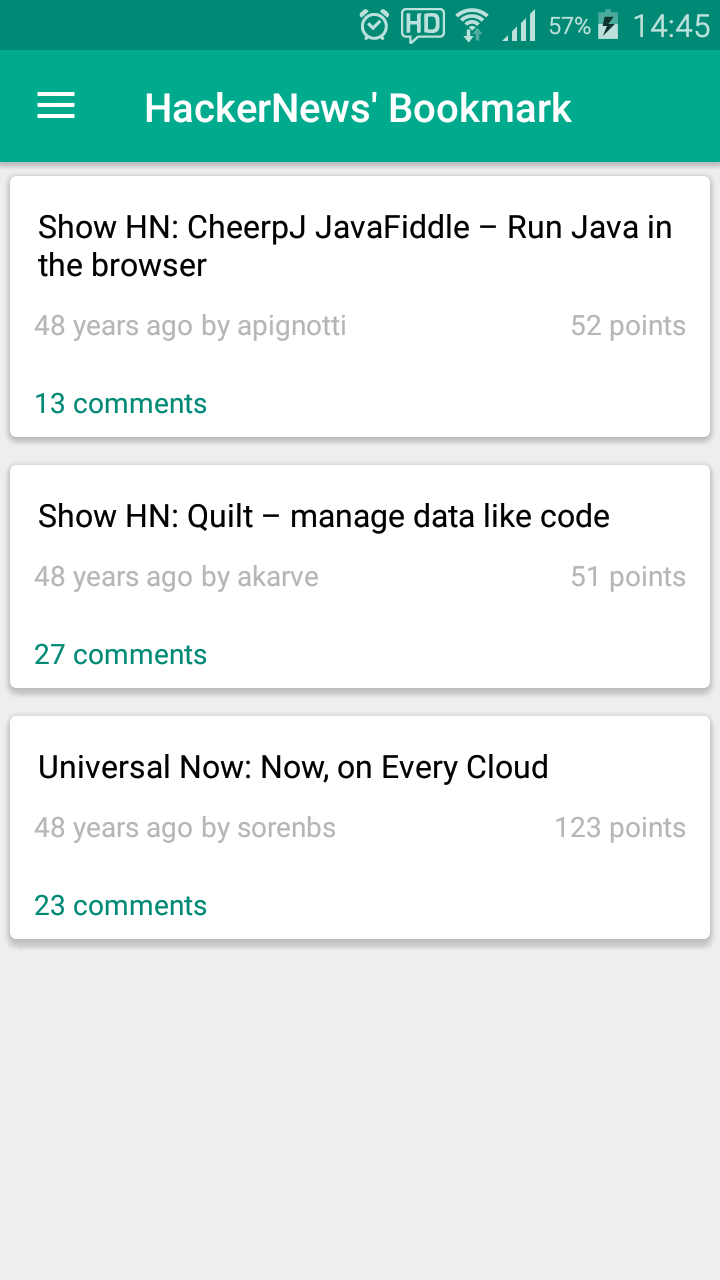 HD 57% 14:45
HackerNews' Bookmark
Show HN: CheerpJ JavaFiddle – Run Java in
the browser
48 years ago by apignotti 52 points
13 comments
Show HN: Quilt – manage data like code
48 years ago by akarve 51 points
27 comments
Universal Now: Now, on Every Cloud
48 years ago by sorenbs 123 points
23 comments